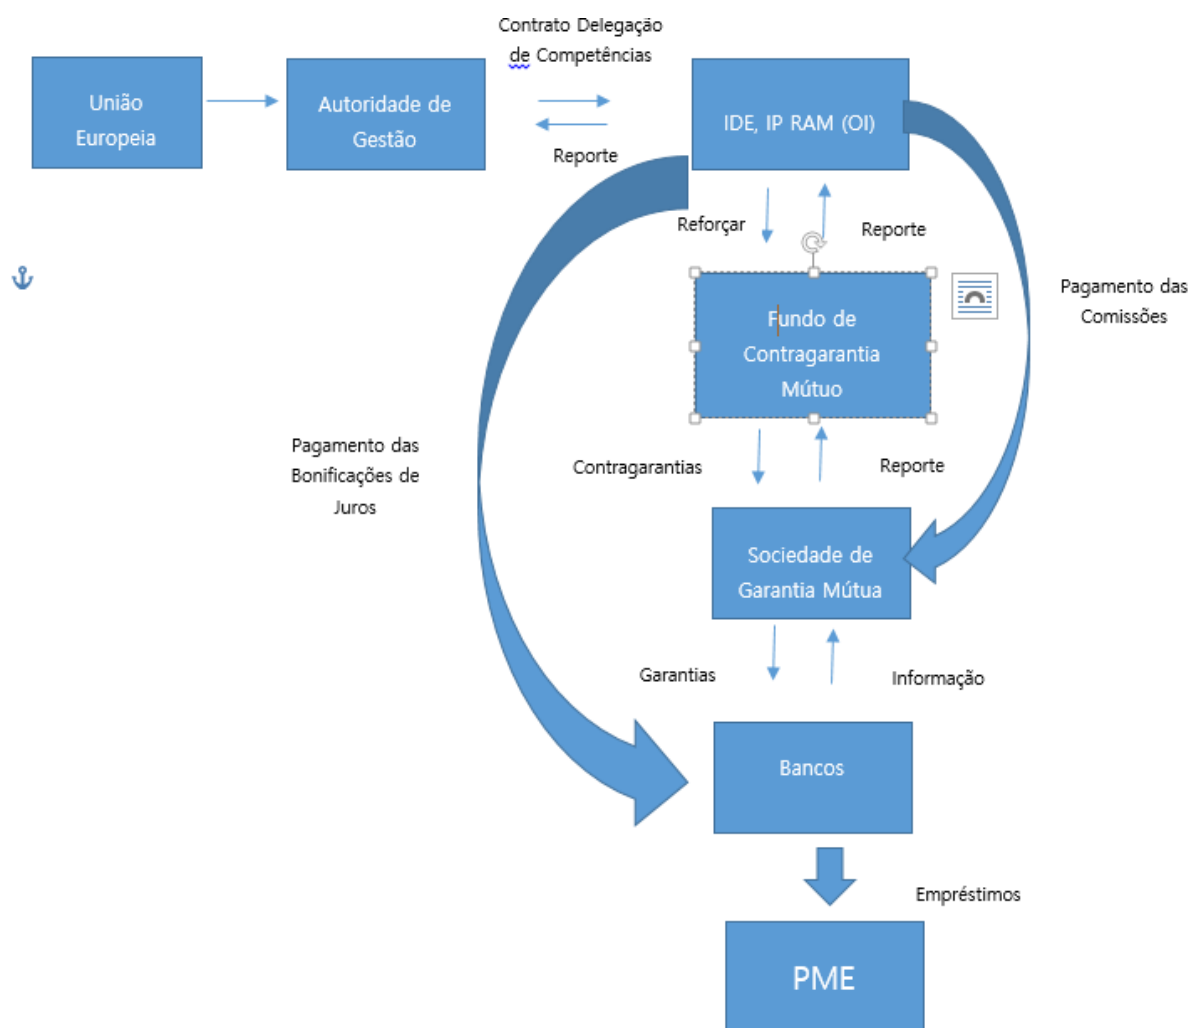 Contrato Delegação
de Competências
União
Europeia
Autoridade de
Gestão
IDE, IP RAM (OI)
Reporte
Reforçar
Reporte
Pagamento das
Comissões
Fundo de
Contragarantia
Mútuo
Pagamento das
Bonificações de
Juros
Contragarantias
Reporte
Sociedade de
Garantia Mútua
Garantias
Informação
Bancos
Empréstimos
PME